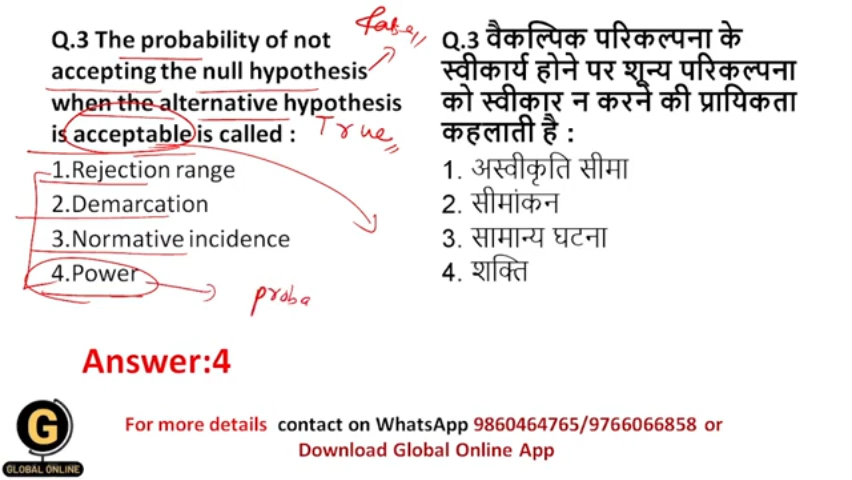 false
Q.3 The probability of not
accepting the null hypothesis
when the alternative hypothesis
is acceptable is called :
True
1.Rejection range
2.Demarcation
3.Normative incidence
4.Power
proba
Q.3 वैकल्पिक परिकल्पना के
स्वीकार्य होने पर शून्य परिकल्पना
को स्वीकार न करने की प्रायिकता
कहलाती है :
1. अस्वीकृति सीमा
2. सीमांकन
3. सामान्य घटना
4. शक्ति
Answer:4
G
GLOBAL ONLINE
For more details contact on WhatsApp 9860464765/9766066858 or
Download Global Online App